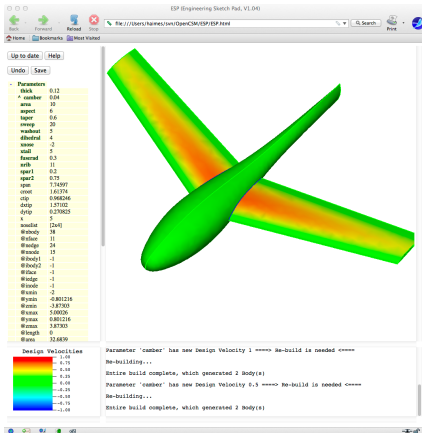 ESP (Engineering Sketch Pad, V1.04)
Back Forward Reload Stop file:///Users/haimes/svn/OpenCSM/ESP/ESP.html Search Print
Home Bookmarks Most Visited
Up to date Help
Undo Save
- Parameters
thick 0.12
^ camber 0.04
area 10
aspect 6
taper 0.6
sweep 20
washout 5
dihedral 4
xnose -2
xtail 5
fuserad 0.3
nrib 11
spar1 0.2
spar2 0.75
span 7.74597
croot 1.61374
ctip 0.968246
dxtip 1.57102
dytip 0.270825
x 5
noselist [2x4]
@nbody 38
@nface 11
@nedge 24
@nnode 15
@ibody1 -1
@ibody2 -1
@iface -1
@iedge -1
@inode -1
@xmin -2
@ymin -0.801216
@zmin -3.87303
@xmax 5.00026
@ymax 0.801216
@zmax 3.87303
@length 0
@area 32.6839
Design Velocities
1.00
0.75
0.50
0.25
0.00
-0.25
-0.50
-0.75
-1.00
Parameter 'camber' has new Design Velocity 1 ====> Re-build is needed <====
Re-building...
Entire build complete, which generated 2 Body(s)
Parameter 'camber' has new Design Velocity 0.5 ====> Re-build is needed <====
Re-building...
Entire build complete, which generated 2 Body(s)